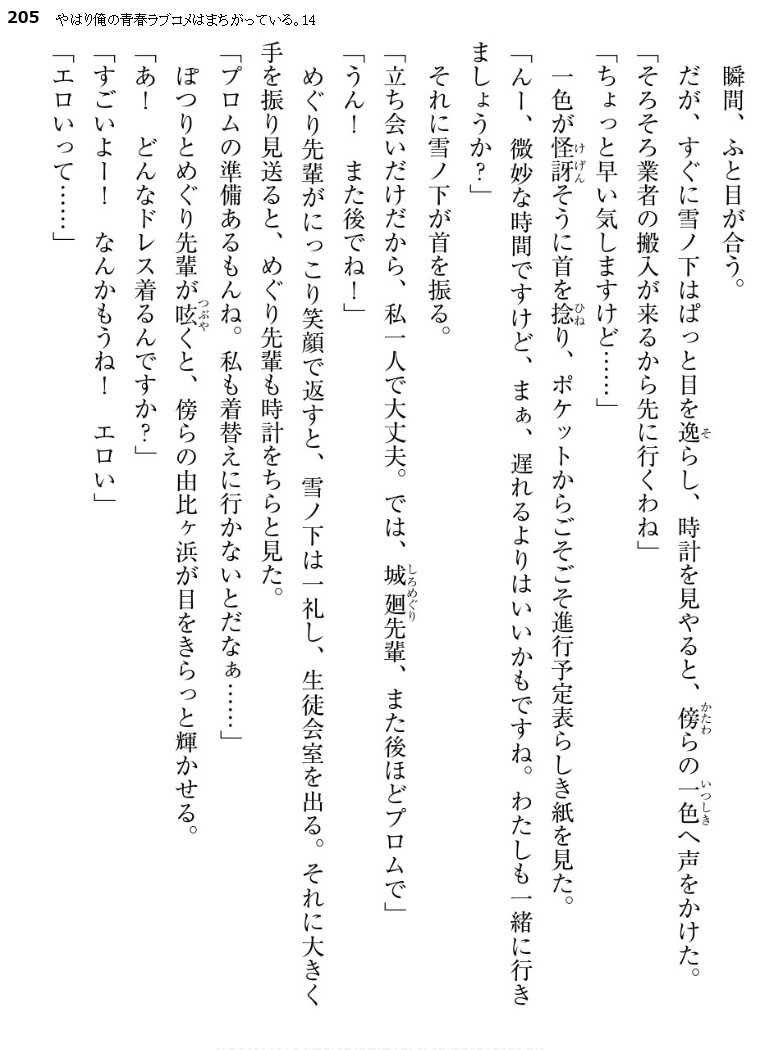 205 やはり俺の青春ラブコメはまちがっている。14
瞬間、ふと目が合う。
だが、すぐに雪ノ下はぱっと目を逸らし、時計を見やると、傍らの一色へ声をかけた。
「そろそろ業者の搬入が来るから先に行くわね」
「ちょっと早い気しますけど……」
一色が怪訝そうに首を捻り、ポケットからごそごそ進行予定表らしき紙を見た。
「んー、微妙な時間ですけど、まぁ、遅れるよりはいいかもですね。わたしも一緒に行き
ましょうか？」
それに雪ノ下が首を振る。
「立ち会いだけだから、私一人で大丈夫。では、城廻先輩、また後ほどプロムで」
「うん！　また後でね！」
めぐり先輩がにっこり笑顔で返すと、雪ノ下は一礼し、生徒会室を出る。それに大きく
手を振り見送ると、めぐり先輩も時計をちらと見た。
「プロムの準備あるもんね。私も着替えに行かないとだなぁ……」
ぽつりとめぐり先輩が呟くと、傍らの由比ヶ浜が目をきらっと輝かせる。
「あ！　どんなドレス着るんですか？」
「すごいよー！　なんかもうね！　エロい」
「エロいって……」